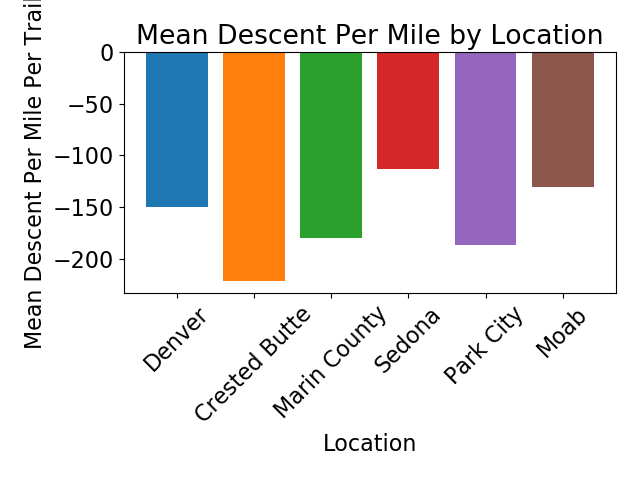 Mean Descent Per Mile by Location
Mean Descent Per Mile Per Trail
0
−50
−100
−150
−200
Denver
Crested Butte
Marin County
Sedona
Park City
Moab
Location